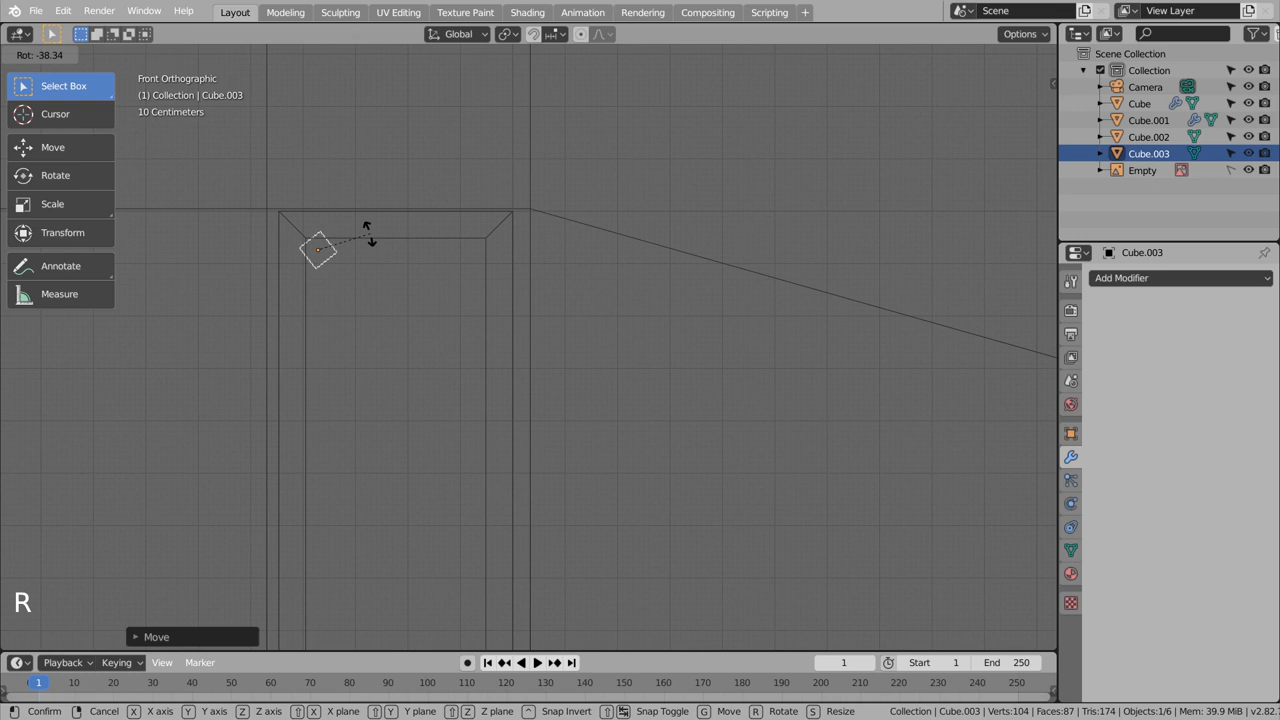 File Edit Render Window Help Layout Modeling Sculpting UV Editing Texture Paint Shading Animation Rendering Compositing Scripting + Scene View Layer
Global Options
Rot: -38.34
Select Box
Cursor
Move
Rotate
Scale
Transform
Annotate
Measure
Front Orthographic
(1) Collection | Cube.003
10 Centimeters
Scene Collection
Collection
Camera
Cube
Cube.001
Cube.002
Cube.003
Empty
Cube.003
Add Modifier
R
Move
Playback Keying View Marker 1 Start 1 End 250
1 10 20 30 40 50 60 70 80 90 100 110 120 130 140 150 160 170 180 190 200 210 220 230 240 250
Confirm Cancel X X axis Y Y axis Z Z axis X X plane Y Y plane Z Z plane Snap Invert Snap Toggle G Move R Rotate S Resize Collection | Cube.003 | Verts:104 | Faces:87 | Tris:174 | Objects:1/6 | Mem: 39.9 MiB | v2.82.